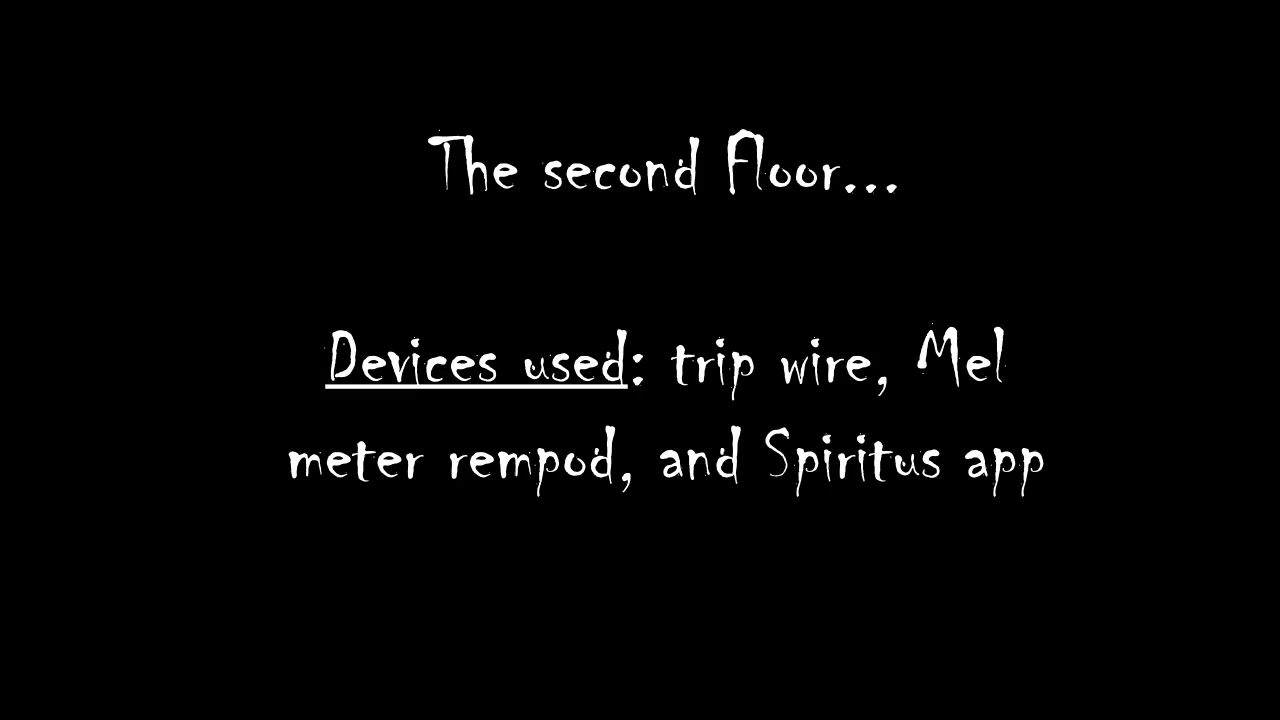 The second Floor...
Devices used: trip wire, Mel
meter rempod, and Spiritus app